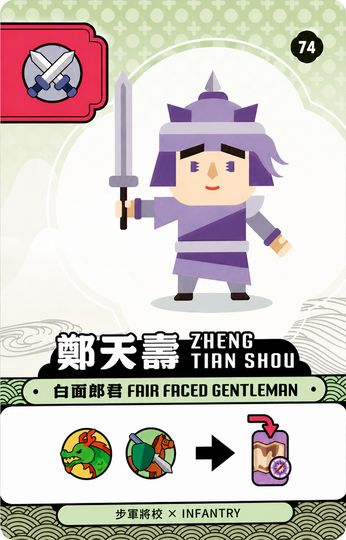 74
鄭天壽 ZHENG TIAN SHOU
• 白面郎君 FAIR FACED GENTLEMAN •
步軍將校 × INFANTRY